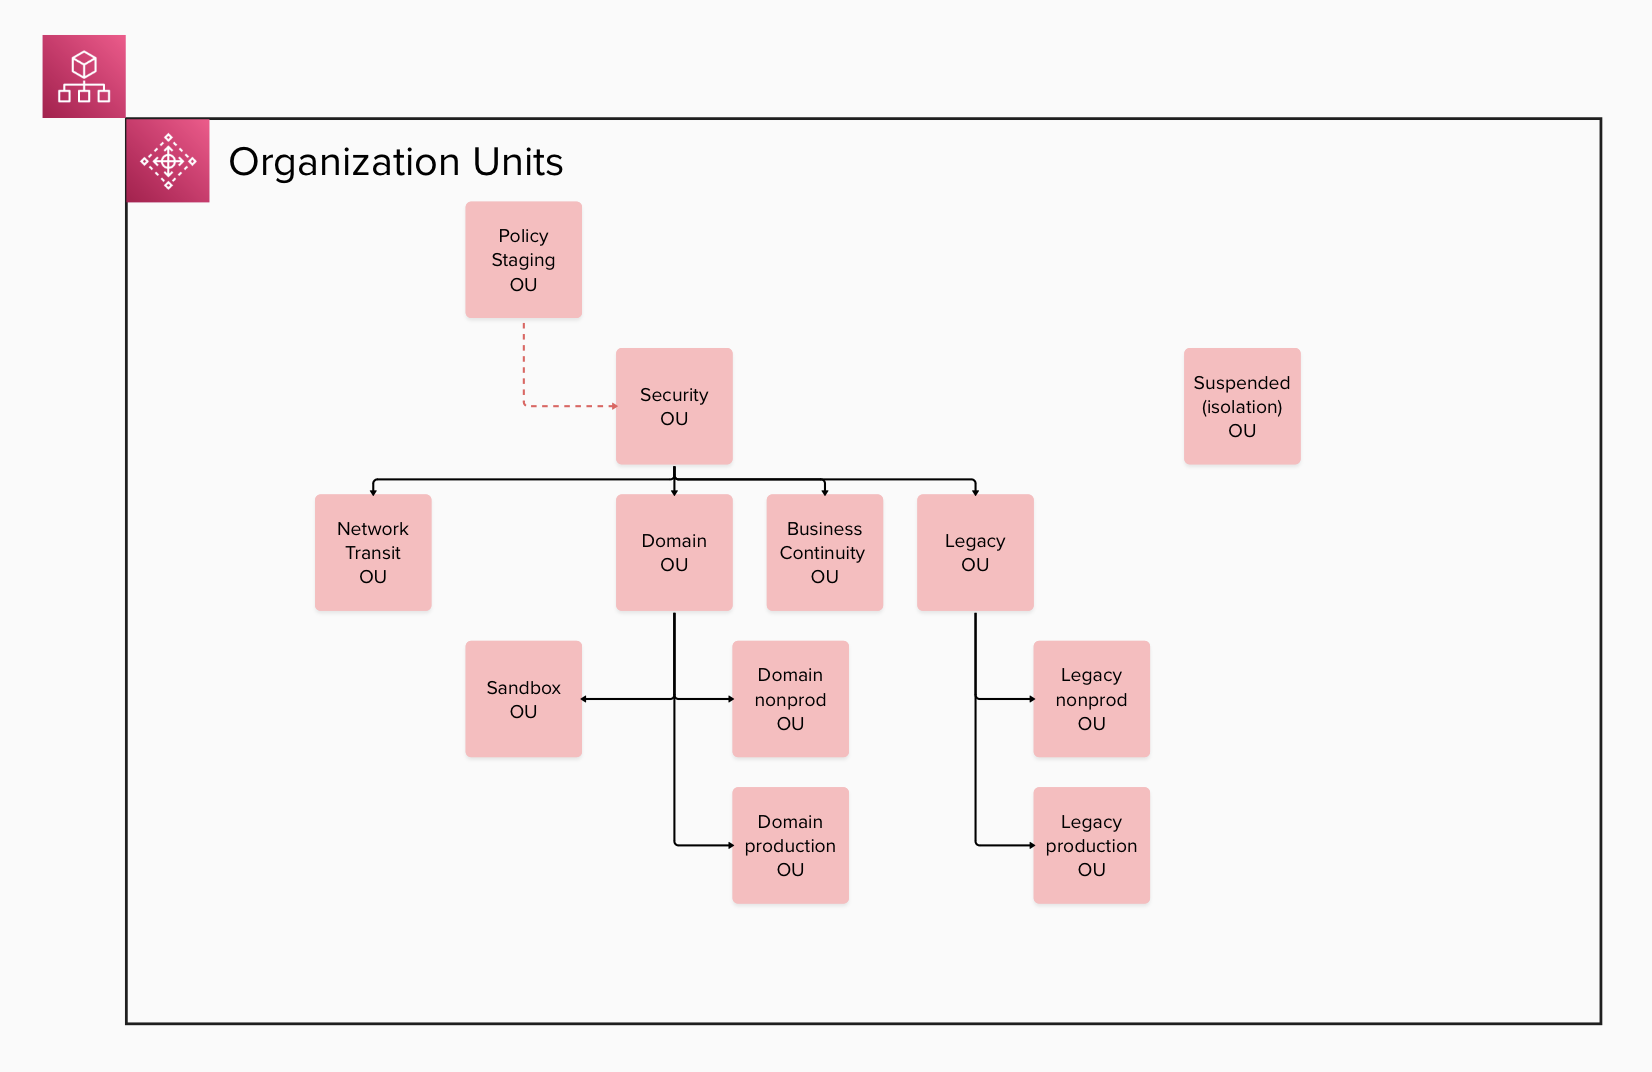 Organization Units
Policy
Staging
OU
Security
OU
Suspended
(isolation)
OU
Network
Transit
OU
Domain
OU
Business
Continuity
OU
Legacy
OU
Sandbox
OU
Domain
nonprod
OU
Legacy
nonprod
OU
Domain
production
OU
Legacy
production
OU